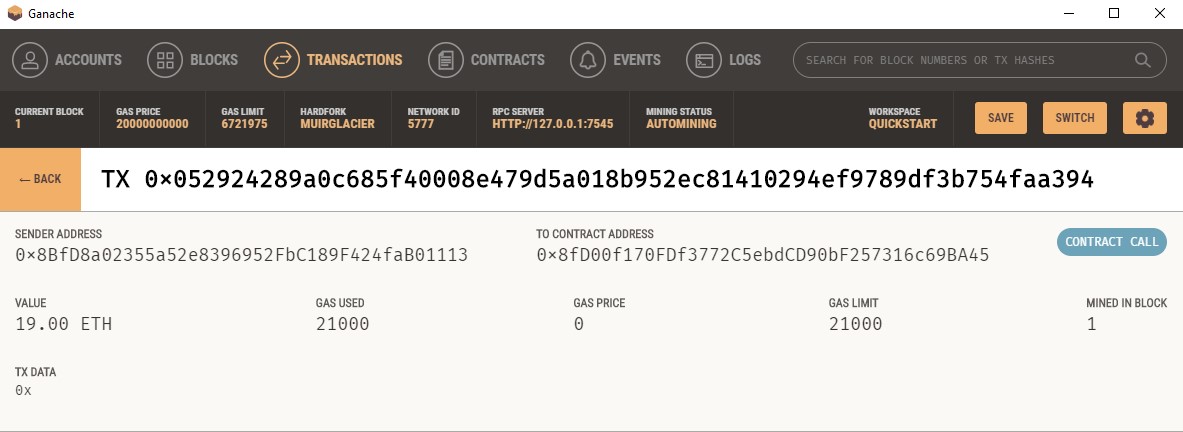 Ganache
ACCOUNTS BLOCKS TRANSACTIONS CONTRACTS EVENTS LOGS SEARCH FOR BLOCK NUMBERS OR TX HASHES
CURRENT BLOCK GAS PRICE GAS LIMIT HARDFORK NETWORK ID RPC SERVER MINING STATUS WORKSPACE
1 20000000000 6721975 MUIRGLACIER 5777 HTTP://127.0.0.1:7545 AUTOMINING QUICKSTART SAVE SWITCH
← BACK TX 0×052924289a0c685f40008e479d5a018b952ec81410294ef9789df3b754faa394
SENDER ADDRESS TO CONTRACT ADDRESS
0×8BfD8a02355a52e8396952FbC189F424faB01113 0×8fD00f170FDf3772C5ebdCD90bF257316c69BA45 CONTRACT CALL
VALUE GAS USED GAS PRICE GAS LIMIT MINED IN BLOCK
19.00 ETH 21000 0 21000 1
TX DATA
0x